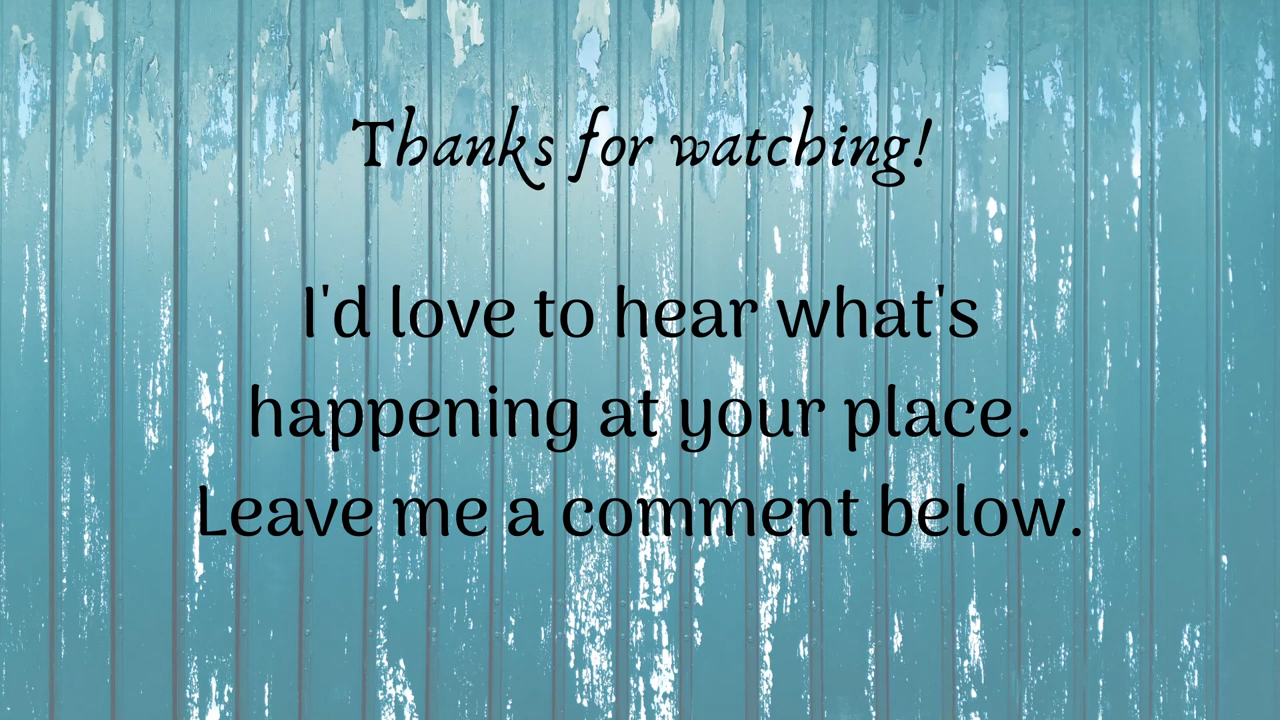 Thanks for watching!
I'd love to hear what's
happening at your place.
Leave me a comment below.